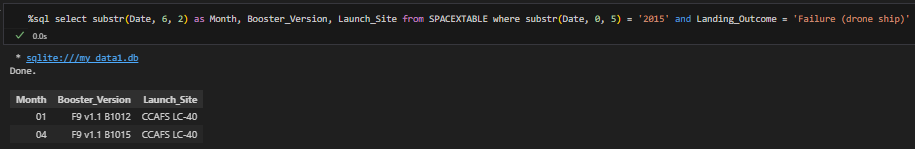 %sql select substr(Date, 6, 2) as Month, Booster_Version, Launch_Site from SPACEXTABLE where substr(Date, 0, 5) = '2015' and Landing_Outcome = 'Failure (drone ship)'
0.0s
* sqlite:///my_data1.db
Done.
Month Booster_Version Launch_Site
01 F9 v1.1 B1012 CCAFS LC-40
04 F9 v1.1 B1015 CCAFS LC-40